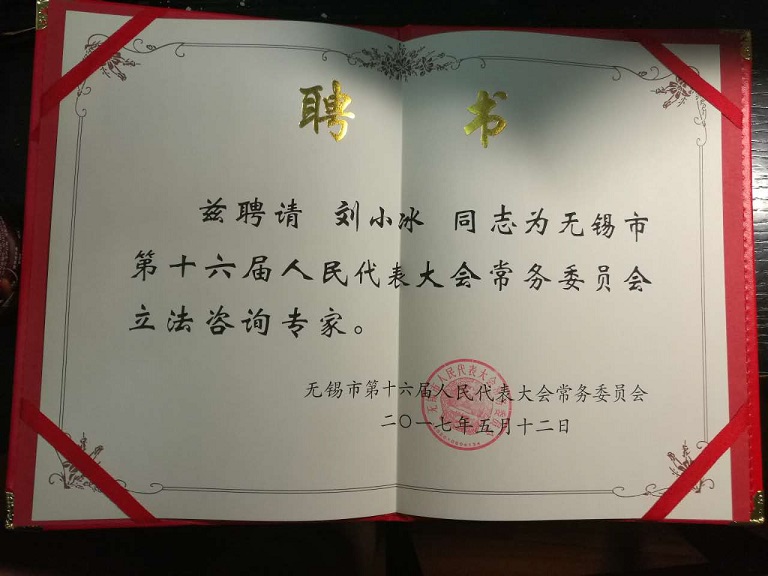 聘书
兹聘请 刘小冰 同志为无锡市
第十六届人民代表大会常务委员会
立法咨询专家。
无锡市第十六届人民代表大会常务委员会
二〇一七年五月十二日